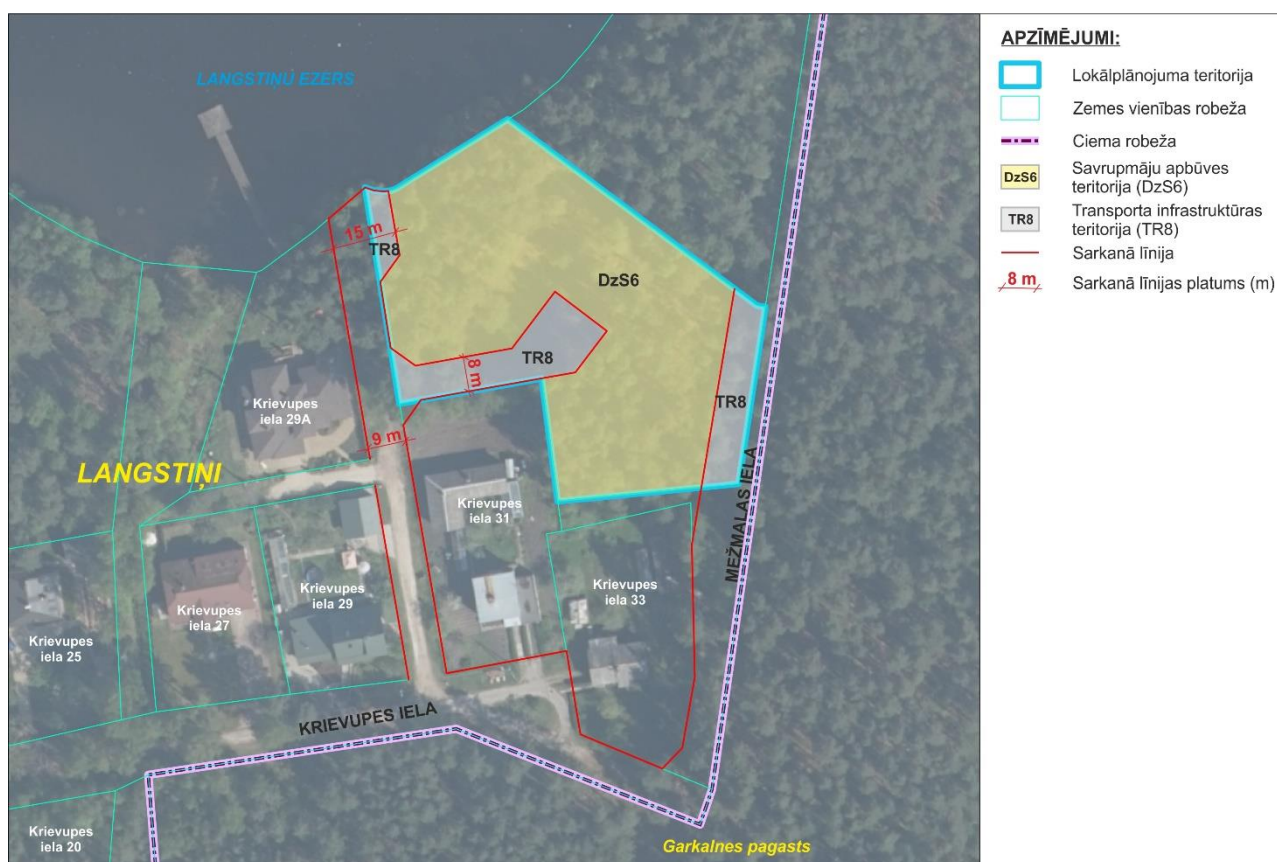 LANGSTIŅU EZERS
15 m
TR8
DzS6
TR8
8 m
TR8
Krievupes
iela 29A
9 m
LANGSTIŅI
Krievupes
iela 31
MEŽMALAS IELA
Krievupes
iela 33
Krievupes
iela 29
Krievupes
iela 27
Krievupes
iela 25
KRIEVUPES IELA
Krievupes
iela 20
Garkalnes pagasts
APZĪMĒJUMI:
Lokālplānojuma teritorija
Zemes vienības robeža
Ciema robeža
DzS6
Savrupmāju apbūves
teritorija (DzS6)
TR8
Transporta infrastruktūras
teritorija (TR8)
Sarkanā līnija
8 m
Sarkanā līnijas platums (m)